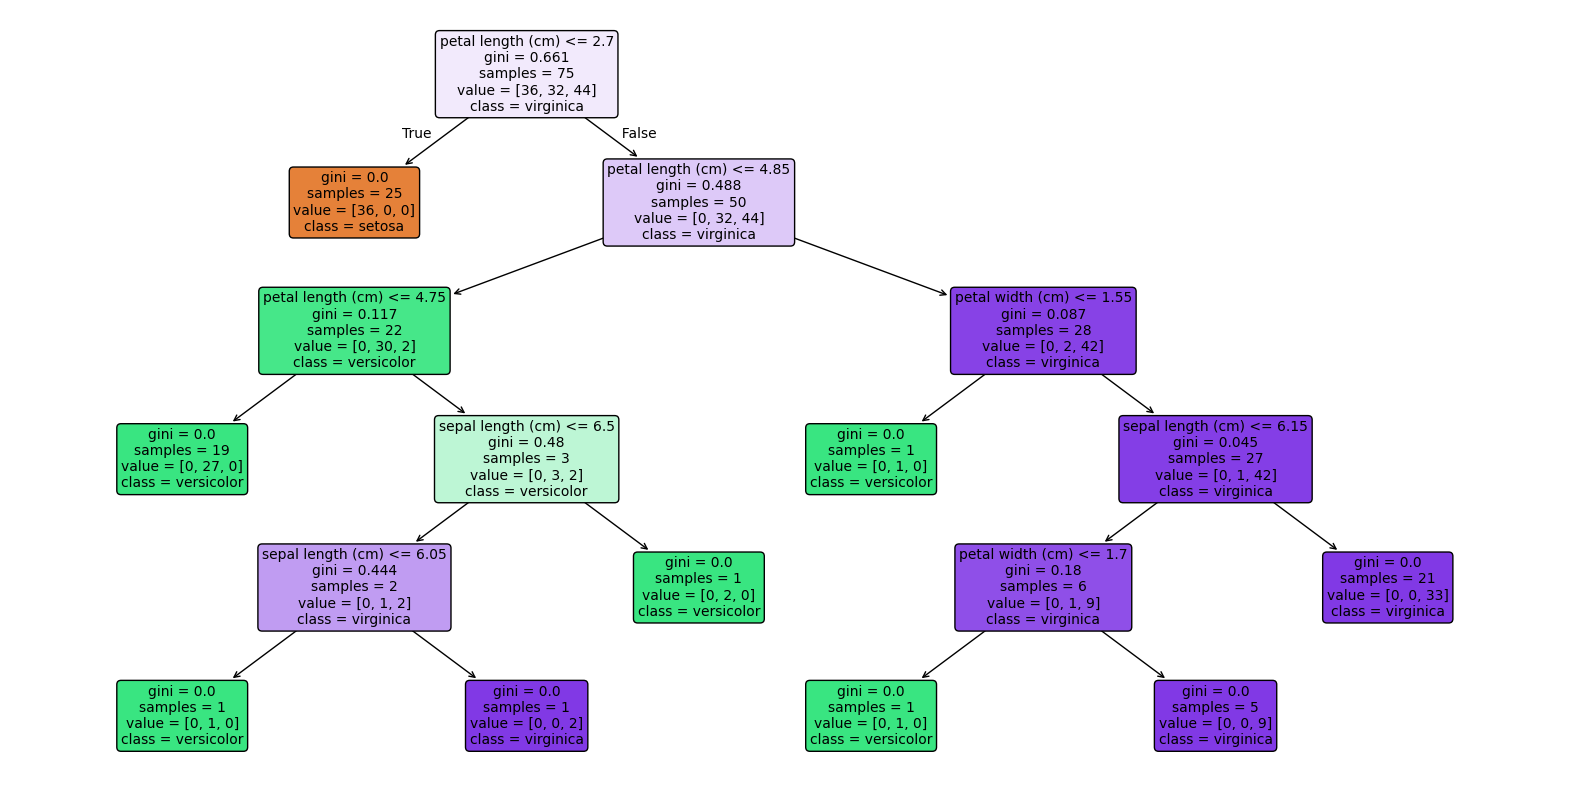 petal length (cm) <= 2.7
gini = 0.661
samples = 75
value = [36, 32, 44]
class = virginica
True
False
gini = 0.0
samples = 25
value = [36, 0, 0]
class = setosa
petal length (cm) <= 4.85
gini = 0.488
samples = 50
value = [0, 32, 44]
class = virginica
petal length (cm) <= 4.75
gini = 0.117
samples = 22
value = [0, 30, 2]
class = versicolor
petal width (cm) <= 1.55
gini = 0.087
samples = 28
value = [0, 2, 42]
class = virginica
gini = 0.0
samples = 19
value = [0, 27, 0]
class = versicolor
sepal length (cm) <= 6.5
gini = 0.48
samples = 3
value = [0, 3, 2]
class = versicolor
gini = 0.0
samples = 1
value = [0, 1, 0]
class = versicolor
sepal length (cm) <= 6.15
gini = 0.045
samples = 27
value = [0, 1, 42]
class = virginica
sepal length (cm) <= 6.05
gini = 0.444
samples = 2
value = [0, 1, 2]
class = virginica
gini = 0.0
samples = 1
value = [0, 2, 0]
class = versicolor
petal width (cm) <= 1.7
gini = 0.18
samples = 6
value = [0, 1, 9]
class = virginica
gini = 0.0
samples = 21
value = [0, 0, 33]
class = virginica
gini = 0.0
samples = 1
value = [0, 1, 0]
class = versicolor
gini = 0.0
samples = 1
value = [0, 0, 2]
class = virginica
gini = 0.0
samples = 1
value = [0, 1, 0]
class = versicolor
gini = 0.0
samples = 5
value = [0, 0, 9]
class = virginica